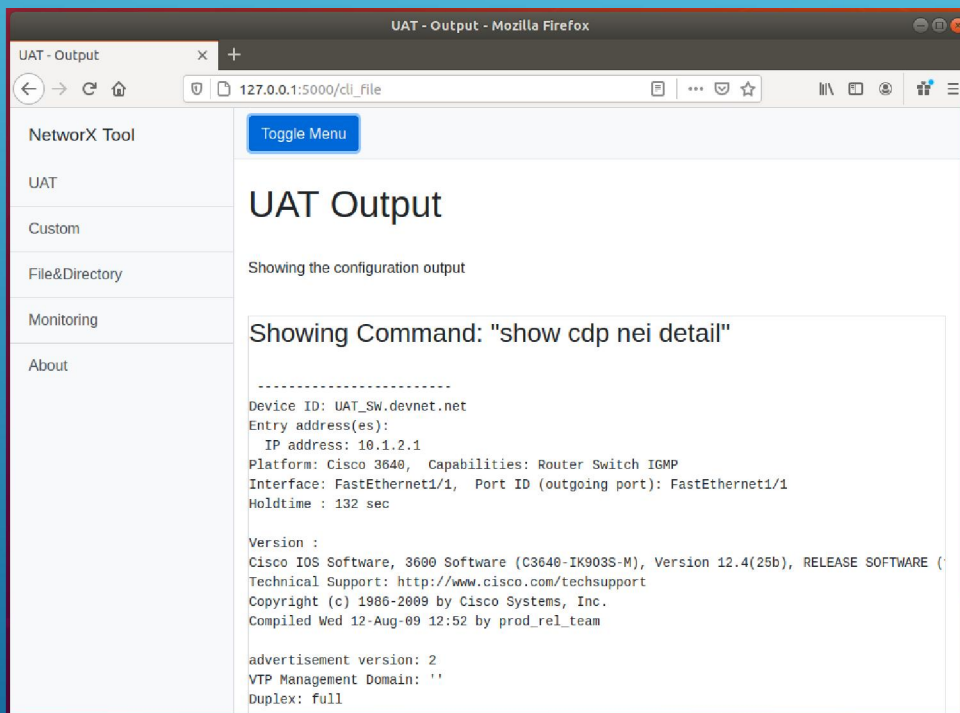 UAT - Output - Mozilla Firefox
UAT - Output
127.0.0.1:5000/cli_file
NetworX Tool
Toggle Menu
UAT
Custom
File&Directory
Monitoring
About
UAT Output
Showing the configuration output
Showing Command: "show cdp nei detail"
-------------------------
Device ID: UAT_SW.devnet.net
Entry address(es):
IP address: 10.1.2.1
Platform: Cisco 3640, Capabilities: Router Switch IGMP
Interface: FastEthernet1/1, Port ID (outgoing port): FastEthernet1/1
Holdtime : 132 sec
Version :
Cisco IOS Software, 3600 Software (C3640-IK9O3S-M), Version 12.4(25b), RELEASE SOFTWARE (
Technical Support: http://www.cisco.com/techsupport
Copyright (c) 1986-2009 by Cisco Systems, Inc.
Compiled Wed 12-Aug-09 12:52 by prod_rel_team
advertisement version: 2
VTP Management Domain: ''
Duplex: full